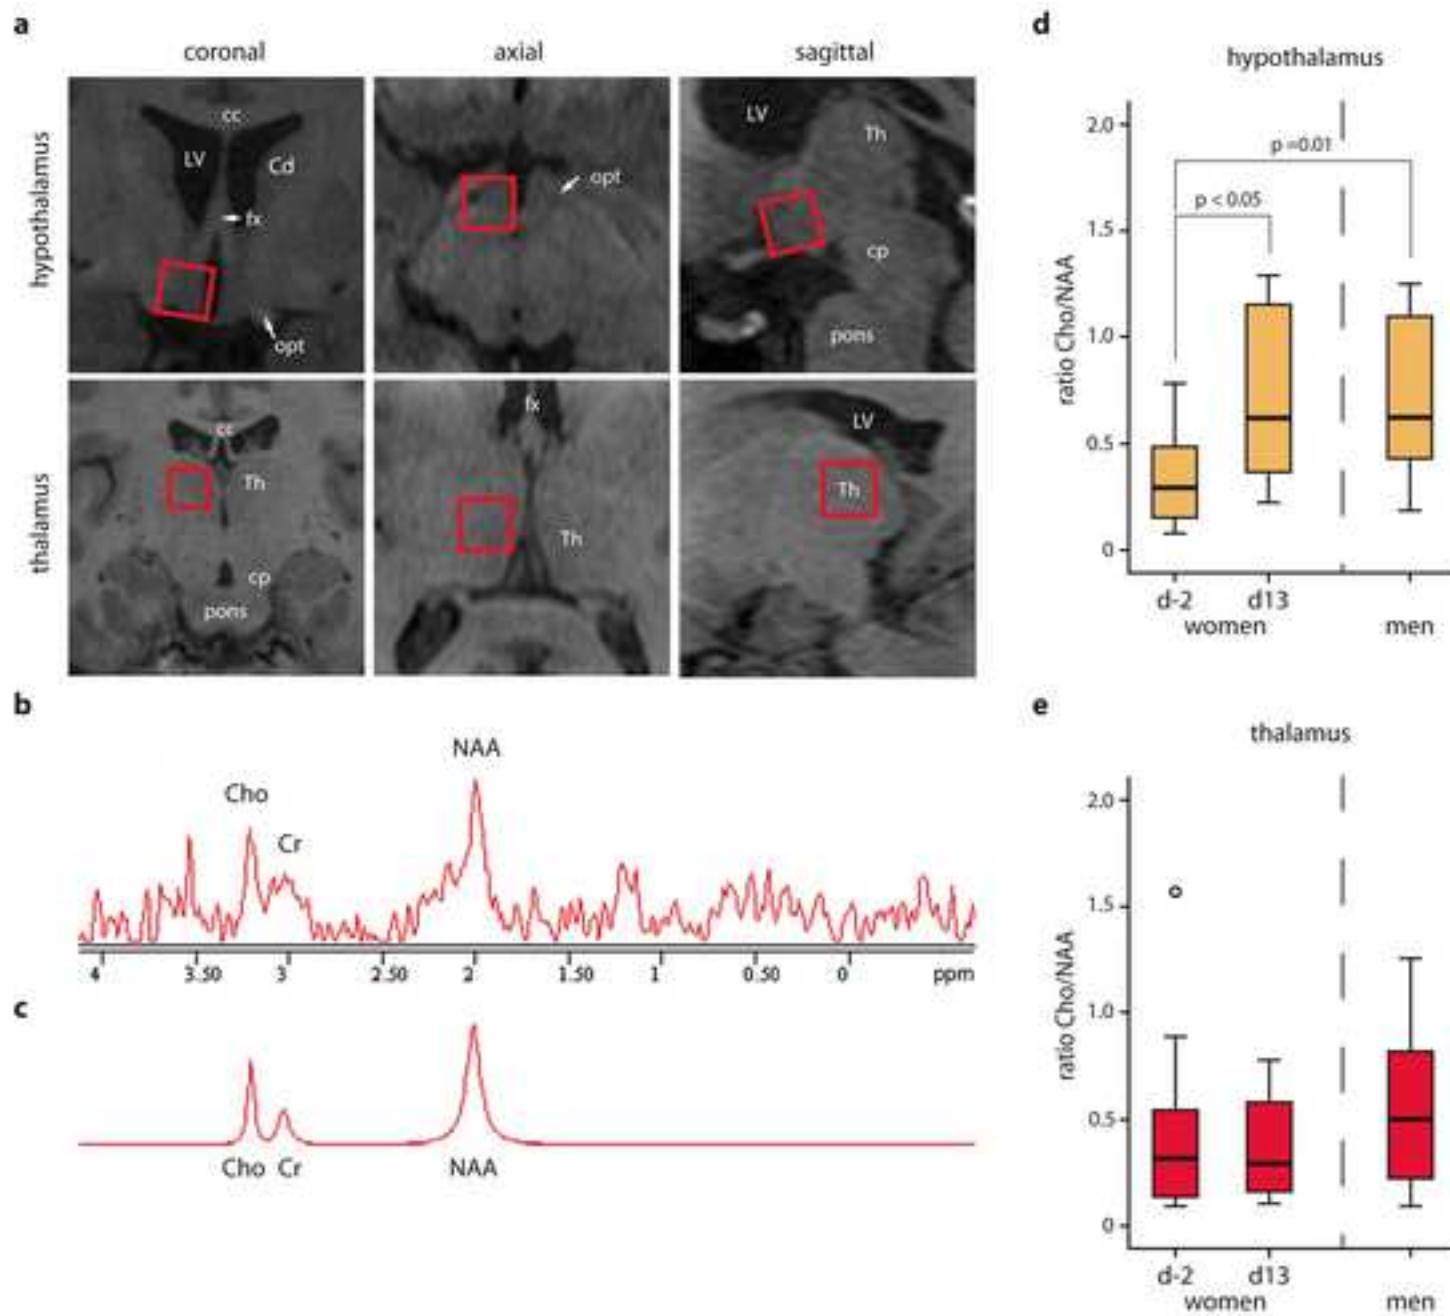 a
coronal axial sagittal
hypothalamus
cc
LV
Cd
fx
opt
opt
LV
Th
cp
pons
thalamus
cc
Th
cp
pons
fx
Th
LV
Th
b
NAA
Cho
Cr
4 3.50 3 2.50 2 1.50 1 0.50 0 ppm
c
Cho Cr NAA
d
hypothalamus
ratio Cho/NAA
2.0
1.5
1.0
0.5
0
p =0.01
p < 0.05
d-2 d13
women men
e
thalamus
ratio Cho/NAA
2.0
1.5
1.0
0.5
0
d-2 d13
women men